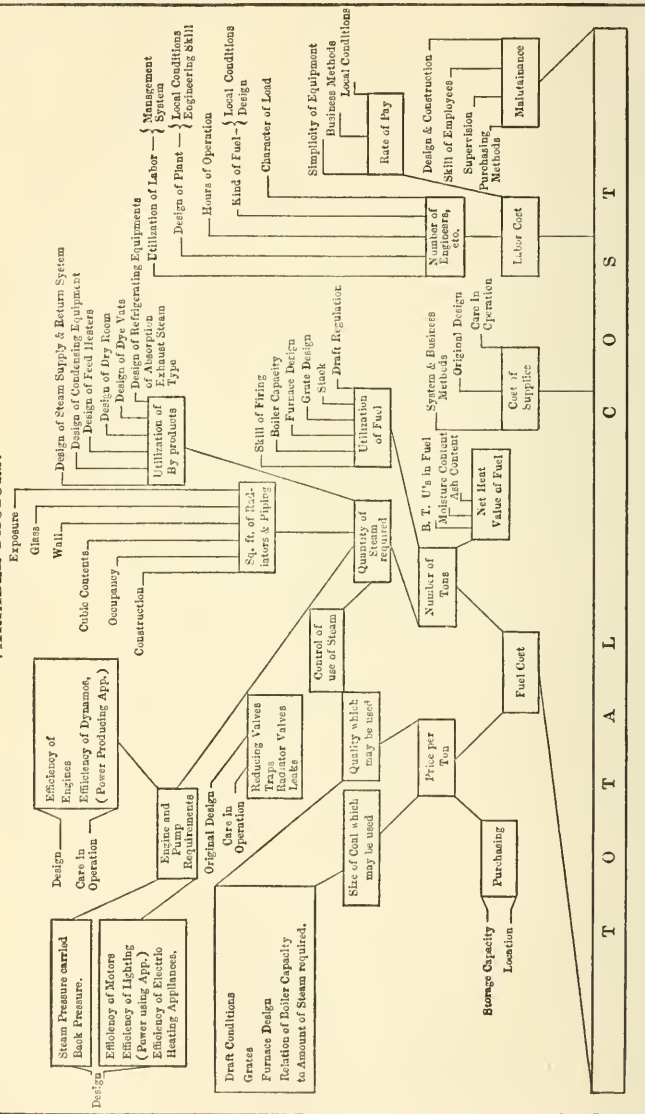 Exposure
Glass
Wall
Cubic Contents
Occupancy
Construction
Sq. ft. of Rad-
iators & Piping
Design of Steam Supply & Return System
Design of Condensing Equipment
Design of Feed Heaters
Design of Dry Room
Design of Dye Vats
Design of Refrigerating Equipments
of Absorption
Exhaust Steam
Type
Utilization of
By products
Utilization of Labor
Management
System
Design of Plant
Local Conditions
Engineering Skill
Hours of Operation
Kind of Fuel
Local Conditions
Design
Character of Load
Number of
Engineers,
etc.
Simplicity of Equipment
Business Methods
Local Conditions
Rate of Pay
Design & Construction
Skill of Employees
Supervision
Purchasing
Methods
Maintainance
Labor Cost
Skill of Firing
Boiler Capacity
Furnace Design
Grate Design
Stack
Draft Regulation
Utilization
of Fuel
System & Business
Methods
Original Design
Care in
Operation
Cost of
Supplies
B. T. U's in Fuel
Moisture Content
Ash Content
Net Heat
Value of Fuel
Quantity of
Steam
required
Number of
Tons
Control of
use of Steam
Design
Care in
Operation
Efficiency of
Engines
Efficiency of Dynamos,
(Power Producing App.)
Engine and
Pump
Requirements
Design
Steam Pressure carried
Back Pressure.
Efficiency of Motors
Efficiency of Lighting
(Power using App.)
Efficiency of Electric
Heating Appliances.
Original Design
Care in
Operation
Reducing Valves
Traps
Radiator Valves
Leaks
Draft Conditions
Grates
Furnace Design
Relation of Boiler Capacity
to Amount of Steam required.
Size of Coal which
may be used
Quality which
may be used
Price per
Ton
Storage Capacity
Location
Purchasing
Fuel Cost
TOTAL COST